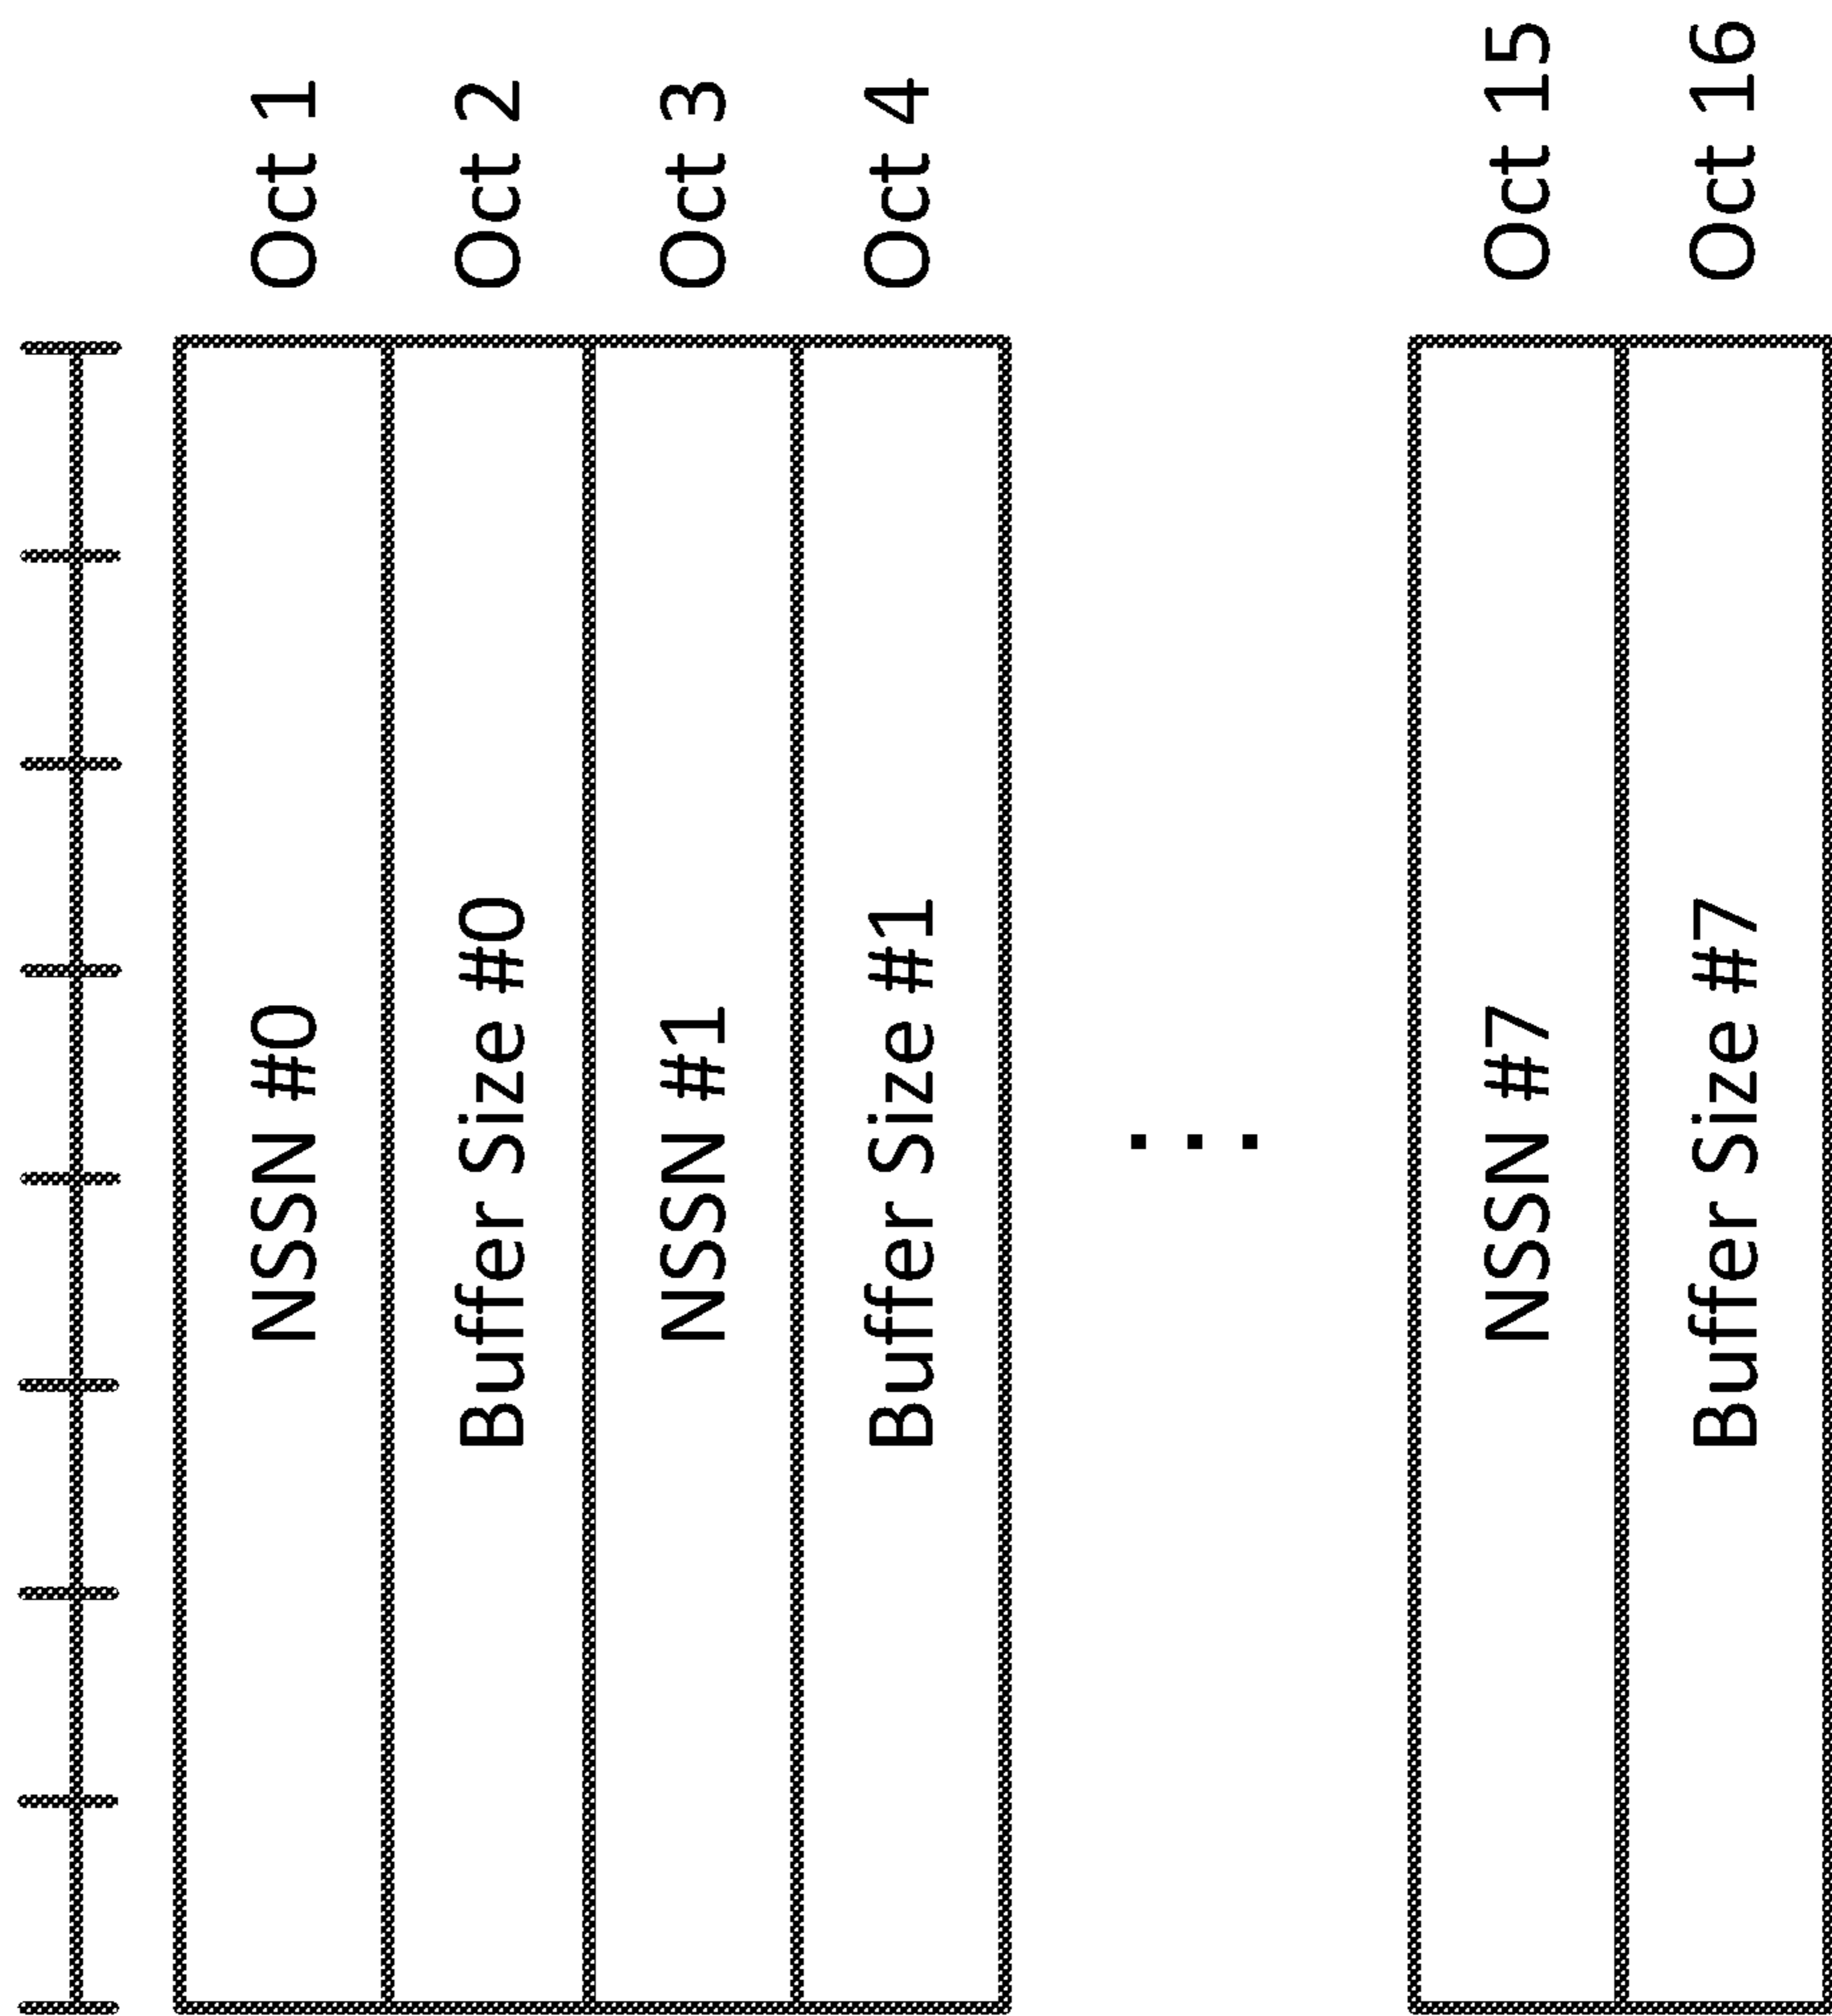 NSSN #0 Oct 1
Buffer Size #0 Oct 2
NSSN #1 Oct 3
Buffer Size #1 Oct 4
...
NSSN #7 Oct 15
Buffer Size #7 Oct 16